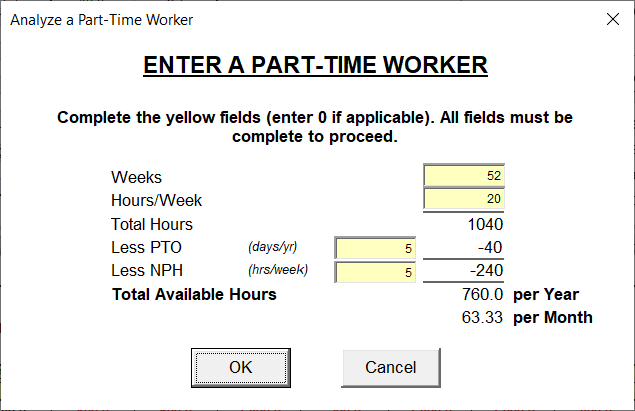 Analyze a Part-Time Worker
ENTER A PART-TIME WORKER
Complete the yellow fields (enter 0 if applicable). All fields must be
complete to proceed.
Weeks 52
Hours/Week 20
Total Hours 1040
Less PTO (days/yr) 5 -40
Less NPH (hrs/week) 5 -240
Total Available Hours 760.0 per Year
63.33 per Month
OK Cancel